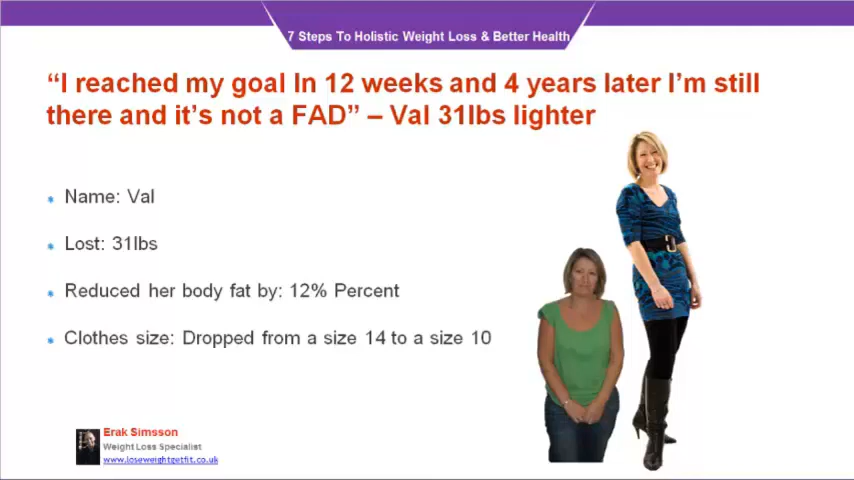 7 Steps To Holistic Weight Loss & Better Health
“I reached my goal In 12 weeks and 4 years later I’m still
there and it’s not a FAD” – Val 31lbs lighter
Name: Val
Lost: 31lbs
Reduced her body fat by: 12% Percent
Clothes size: Dropped from a size 14 to a size 10
Erak Simsson
Weight Loss Specialist
www.loseweightgetfit.co.uk